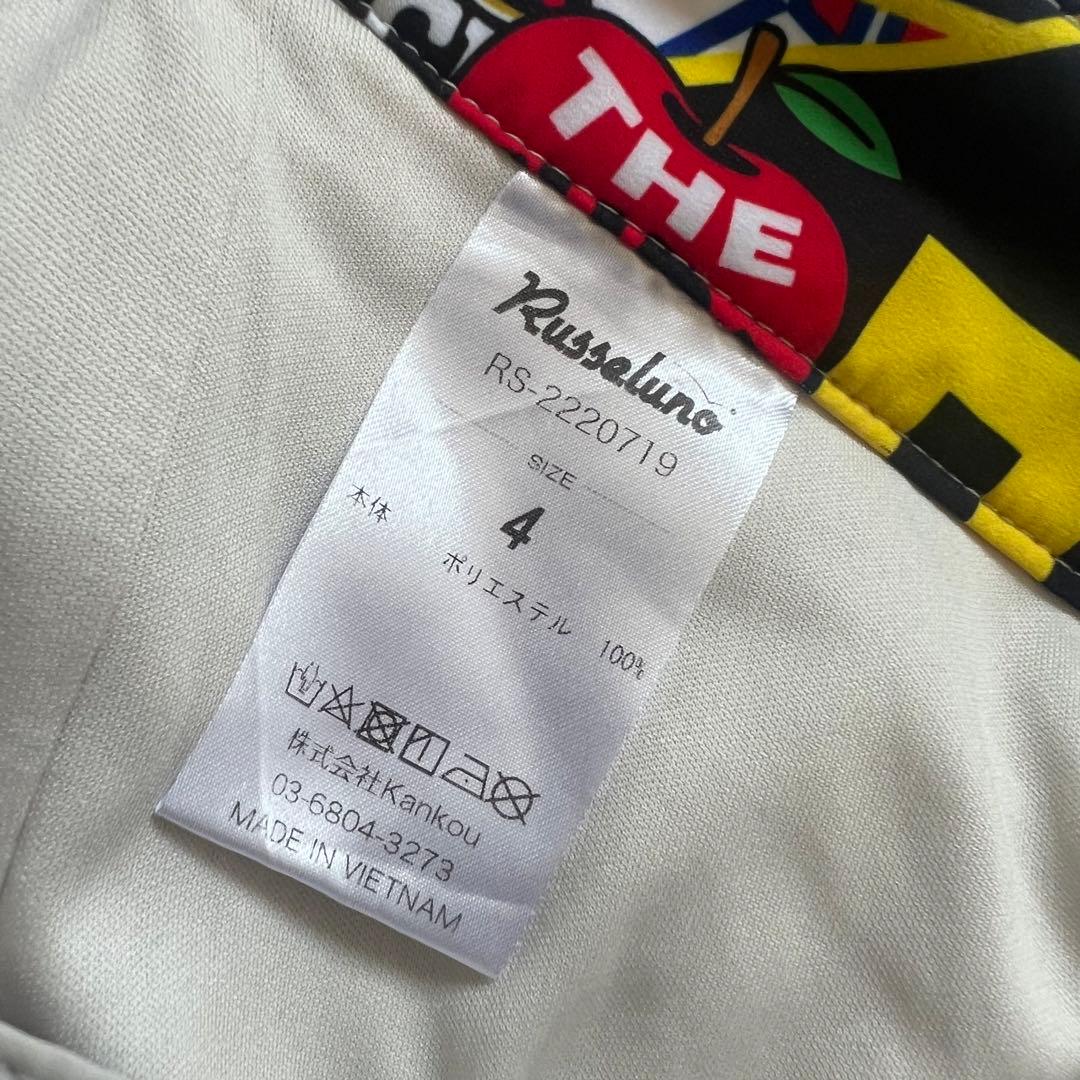 THE
Russeluno
RS-2220719
SIZE
4
本体
ポリエステル 100%
株式会社Kankou
03-6804-3273
MADE IN VIETNAM